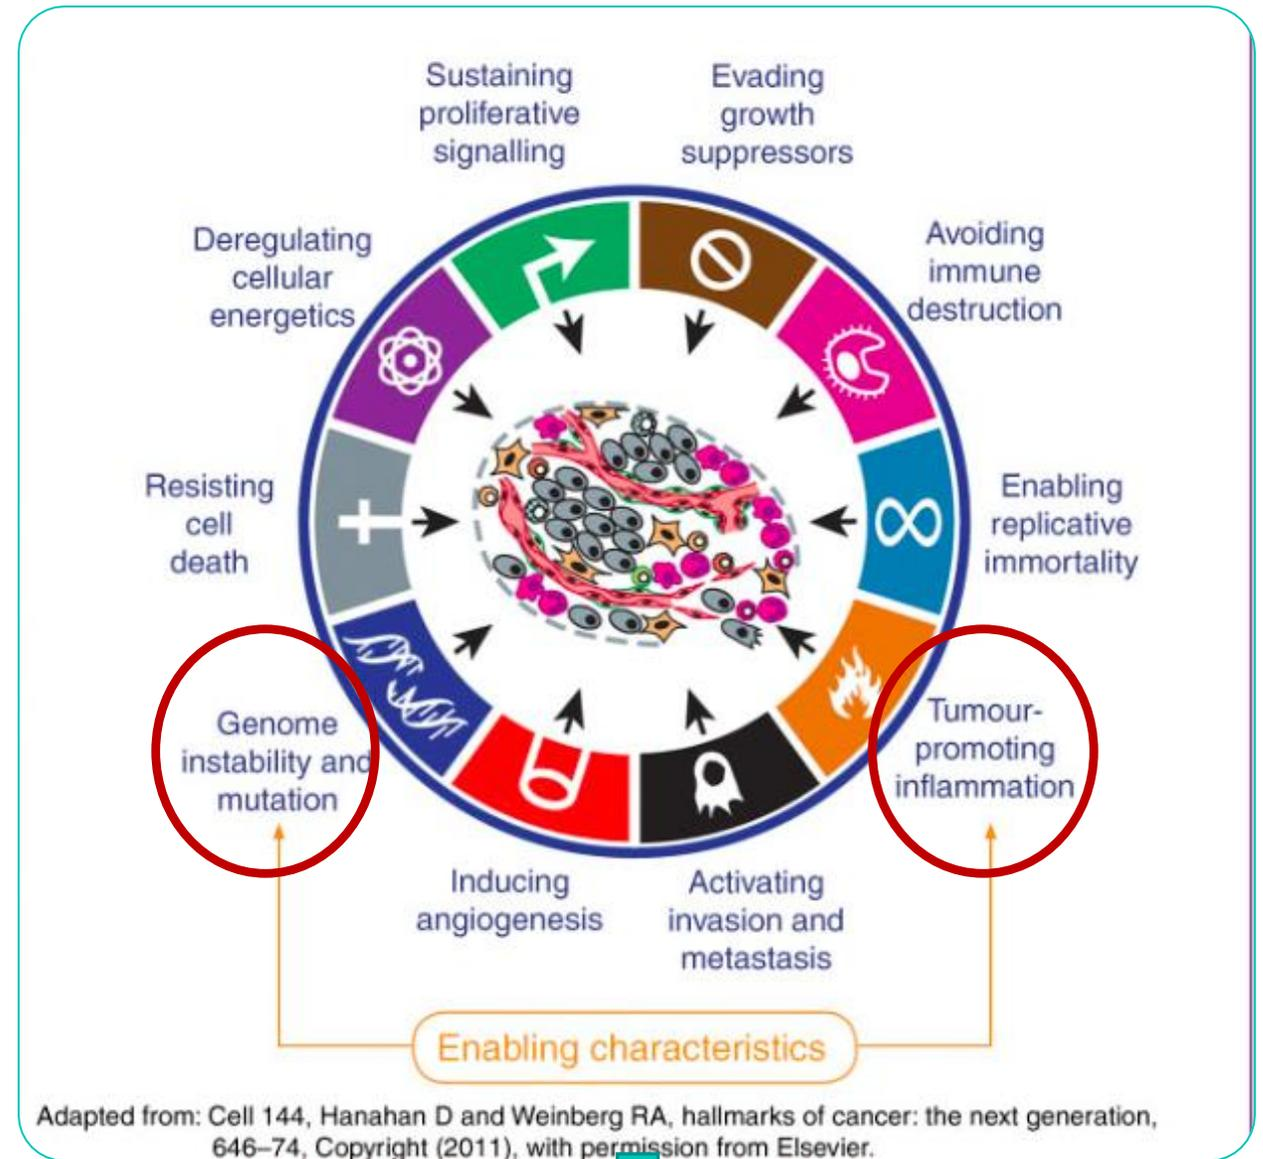 Sustaining
proliferative
signalling
Evading
growth
suppressors
Deregulating
cellular
energetics
Avoiding
immune
destruction
Resisting
cell
death
Enabling
replicative
immortality
Genome
instability and
mutation
Tumour-
promoting
inflammation
Inducing
angiogenesis
Activating
invasion and
metastasis
Enabling characteristics
Adapted from: Cell 144, Hanahan D and Weinberg RA, hallmarks of cancer: the next generation,
646–74, Copyright (2011), with permission from Elsevier.